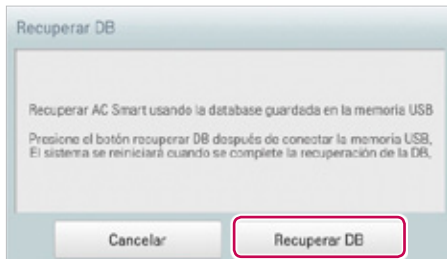 Recuperar DB
Recuperar AC Smart usando la database guardada en la memoria USB
Presione el botón recuperar DB después de conectar la memoria USB,
El sistema se reiniciará cuando se complete la recuperación de la DB,
Cancelar
Recuperar DB